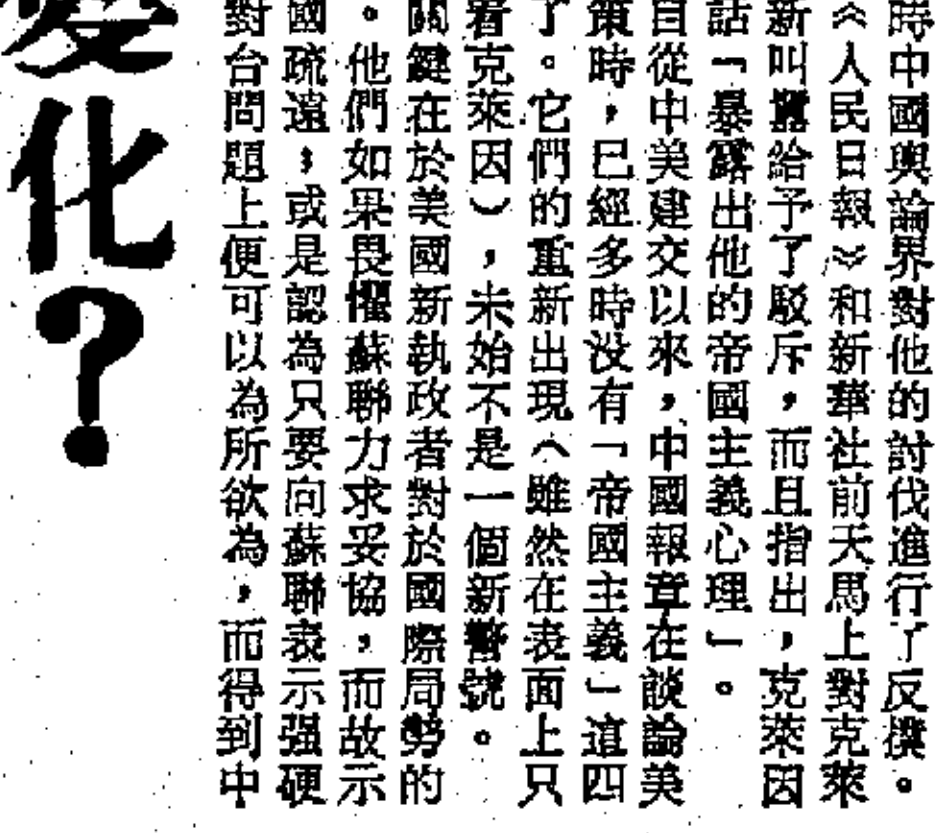 時中國輿論界對他的討伐進行了反撲。
《人民日報》和新華社前天馬上對克萊
新叫囂給予了駁斥，而且指出，克萊因
話「暴露出他的帝國主義心理」。
自從中美建交以來，中國報章在談論美
策時，已經多時没有「帝國主義」這四
了。它們的重新出現（雖然在表面上只
着克萊因），未始不是一個新警號。
關鍵在於美國新執政者對於國際局勢的
。他們如果畏懼蘇聯力求妥協，而故示
國疏遠，或是認為只要向蘇聯表示强硬
對台問題上便可以為所欲為，而得到中
變化？